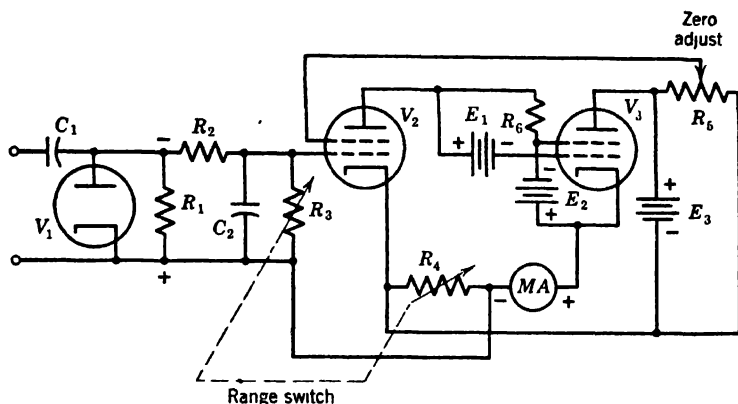 Zero
adjust
C1
R2
V2
E1
R6
V3
R5
+
-
-
-
+
V1
R1
C2
R3
E2
+
E3
-
+
R4
-
MA
+
Range switch